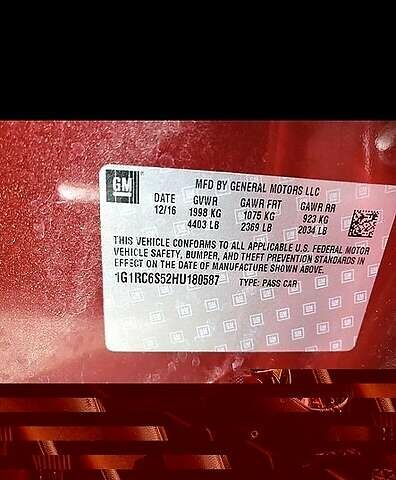 GM
MFD BY GENERAL MOTORS LLC
DATE GVWR GAWR FRT GAWR RR
12/16 1998 KG 1075 KG 923 KG
4403 LB 2369 LB 2034 LB
THIS VEHICLE CONFORMS TO ALL APPLICABLE U.S. FEDERAL MOTOR
VEHICLE SAFETY, BUMPER, AND THEFT PREVENTION STANDARDS IN
EFFECT ON THE DATE OF MANUFACTURE SHOWN ABOVE.
1G1RC6S52HU180587 TYPE: PASS CAR